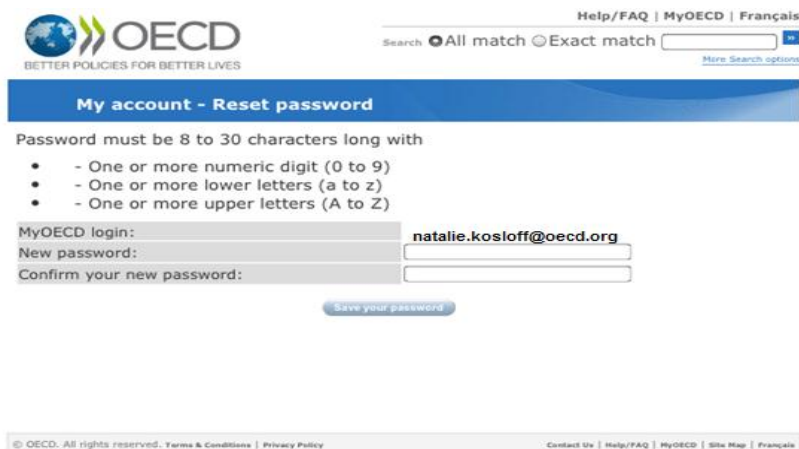 Help/FAQ | MyOECD | Français
OECD
BETTER POLICIES FOR BETTER LIVES
Search All match Exact match »
More Search options
My account - Reset password
Password must be 8 to 30 characters long with
• - One or more numeric digit (0 to 9)
• - One or more lower letters (a to z)
• - One or more upper letters (A to Z)
MyOECD login: natalie.kosloff@oecd.org
New password:
Confirm your new password:
Save your password
© OECD. All rights reserved. Terms & Conditions | Privacy Policy Contact Us | Help/FAQ | MyOECD | Site Map | Français